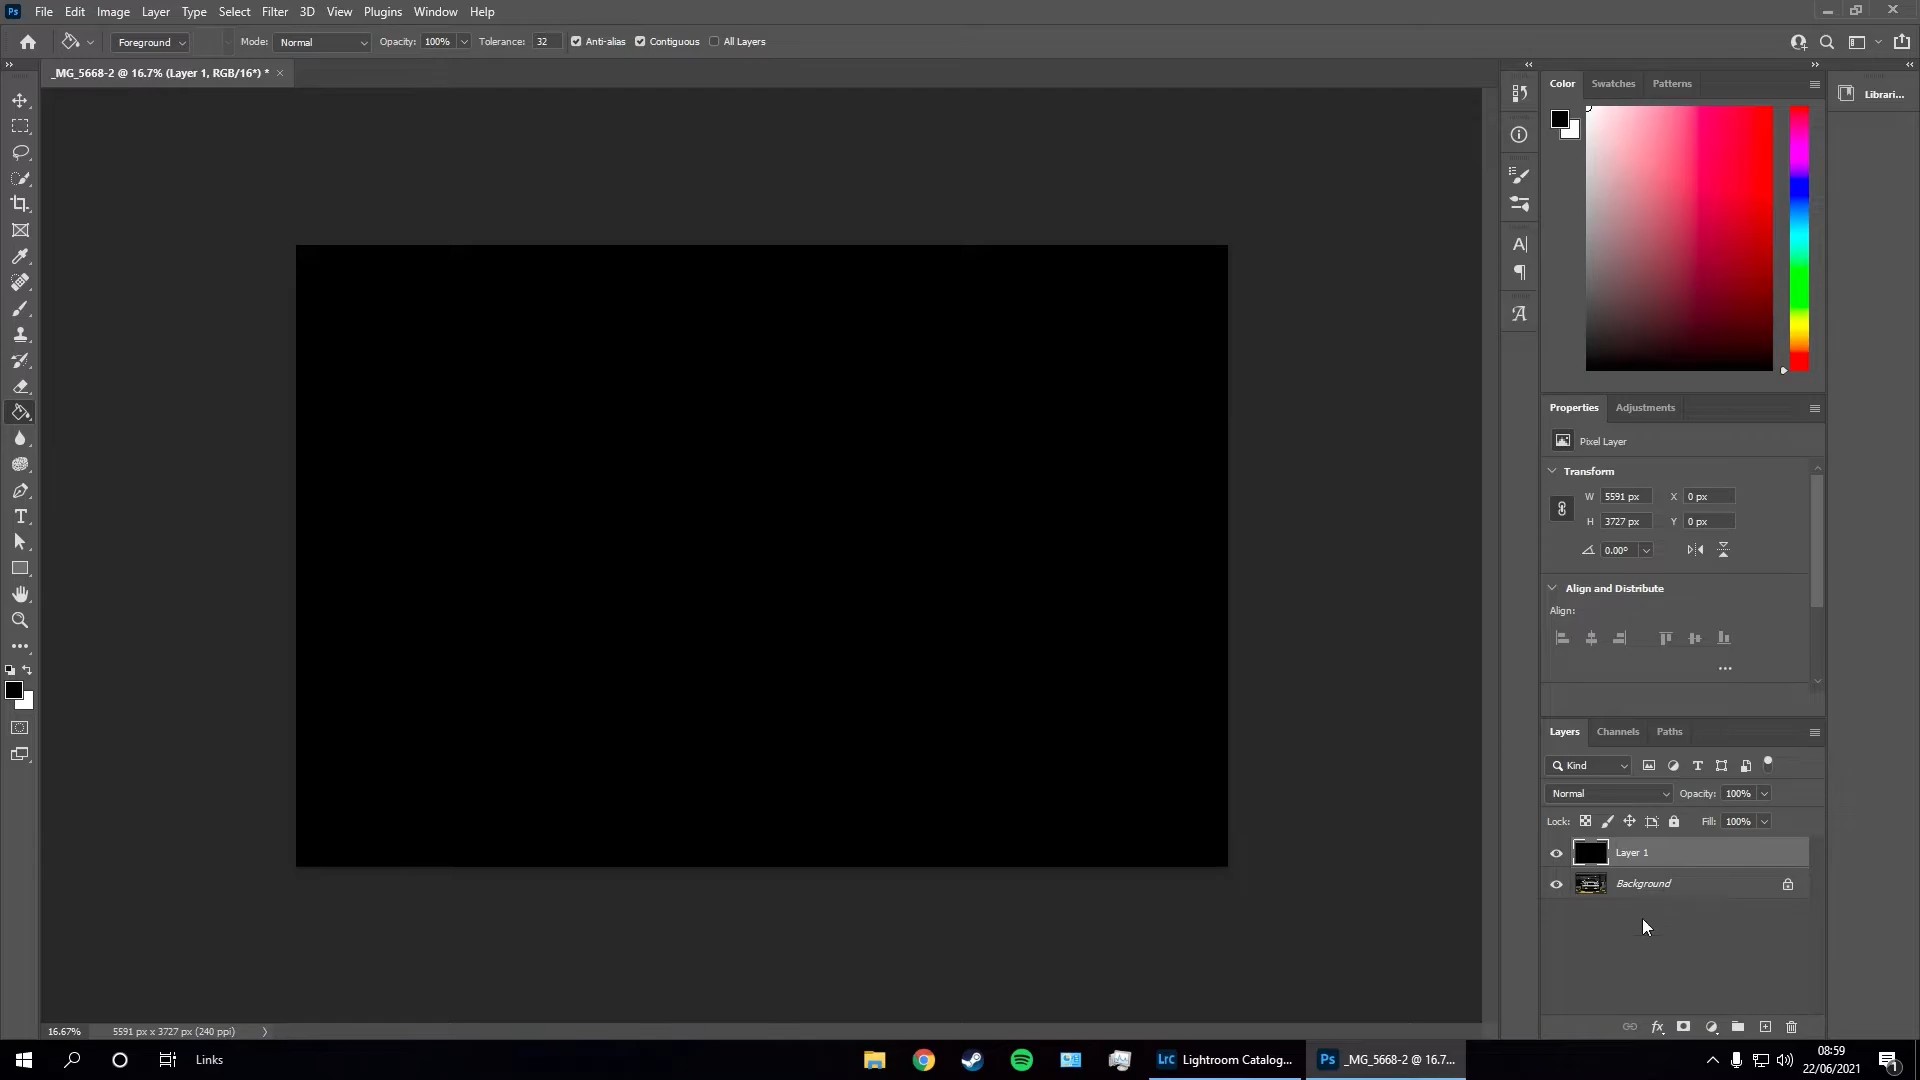 Ps File Edit Image Layer Type Select Filter 3D View Plugins Window Help
Foreground Mode: Normal Opacity: 100% Tolerance: 32 Anti-alias Contiguous All Layers
_MG_5668-2 @ 16.7% (Layer 1, RGB/16*) * ×
Color Swatches Patterns
Librari...
Properties Adjustments
Pixel Layer
Transform
W 5591 px X 0 px
H 3727 px Y 0 px
0.00°
Align and Distribute
Align:
Layers Channels Paths
Kind
Normal Opacity: 100%
Lock: Fill: 100%
Layer 1
Background
16.67% 5591 px x 3727 px (240 ppi)
Links
LrC Lightroom Catalog...
Ps _MG_5668-2 @ 16.7...
08:59
22/06/2021
1